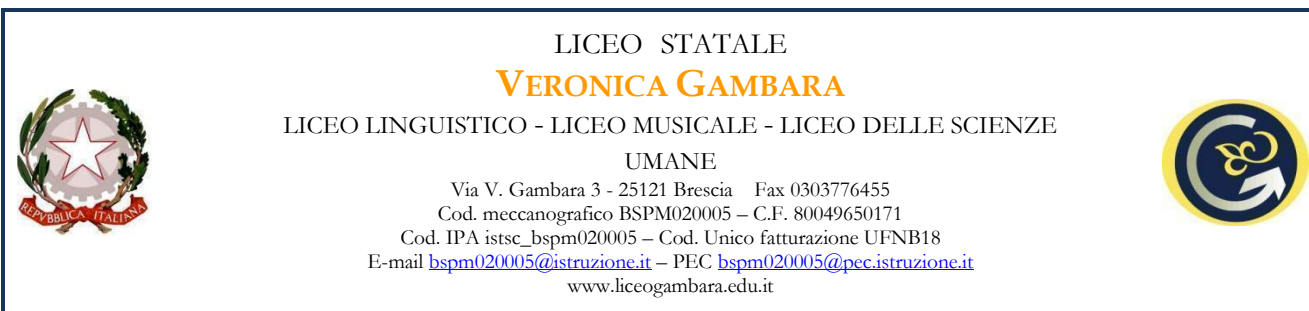 LICEO STATALE
VERONICA GAMBARA
LICEO LINGUISTICO - LICEO MUSICALE - LICEO DELLE SCIENZE
UMANE
Via V. Gambara 3 - 25121 Brescia Fax 0303776455
Cod. meccanografico BSPM020005 – C.F. 80049650171
Cod. IPA istsc_bspm020005 – Cod. Unico fatturazione UFNB18
E-mail bspm020005@istruzione.it – PEC bspm020005@pec.istruzione.it
www.liceogambara.edu.it
REPVBBLICA ITALIANA